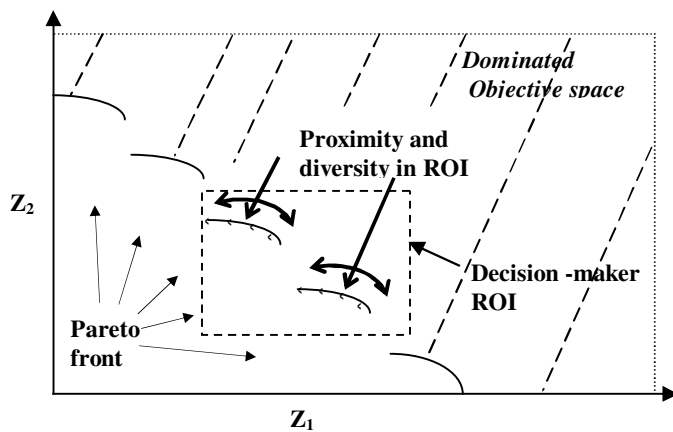 Dominated
Objective space
Proximity and
diversity in ROI
Z2
Decision -maker
ROI
Pareto
front
Z1